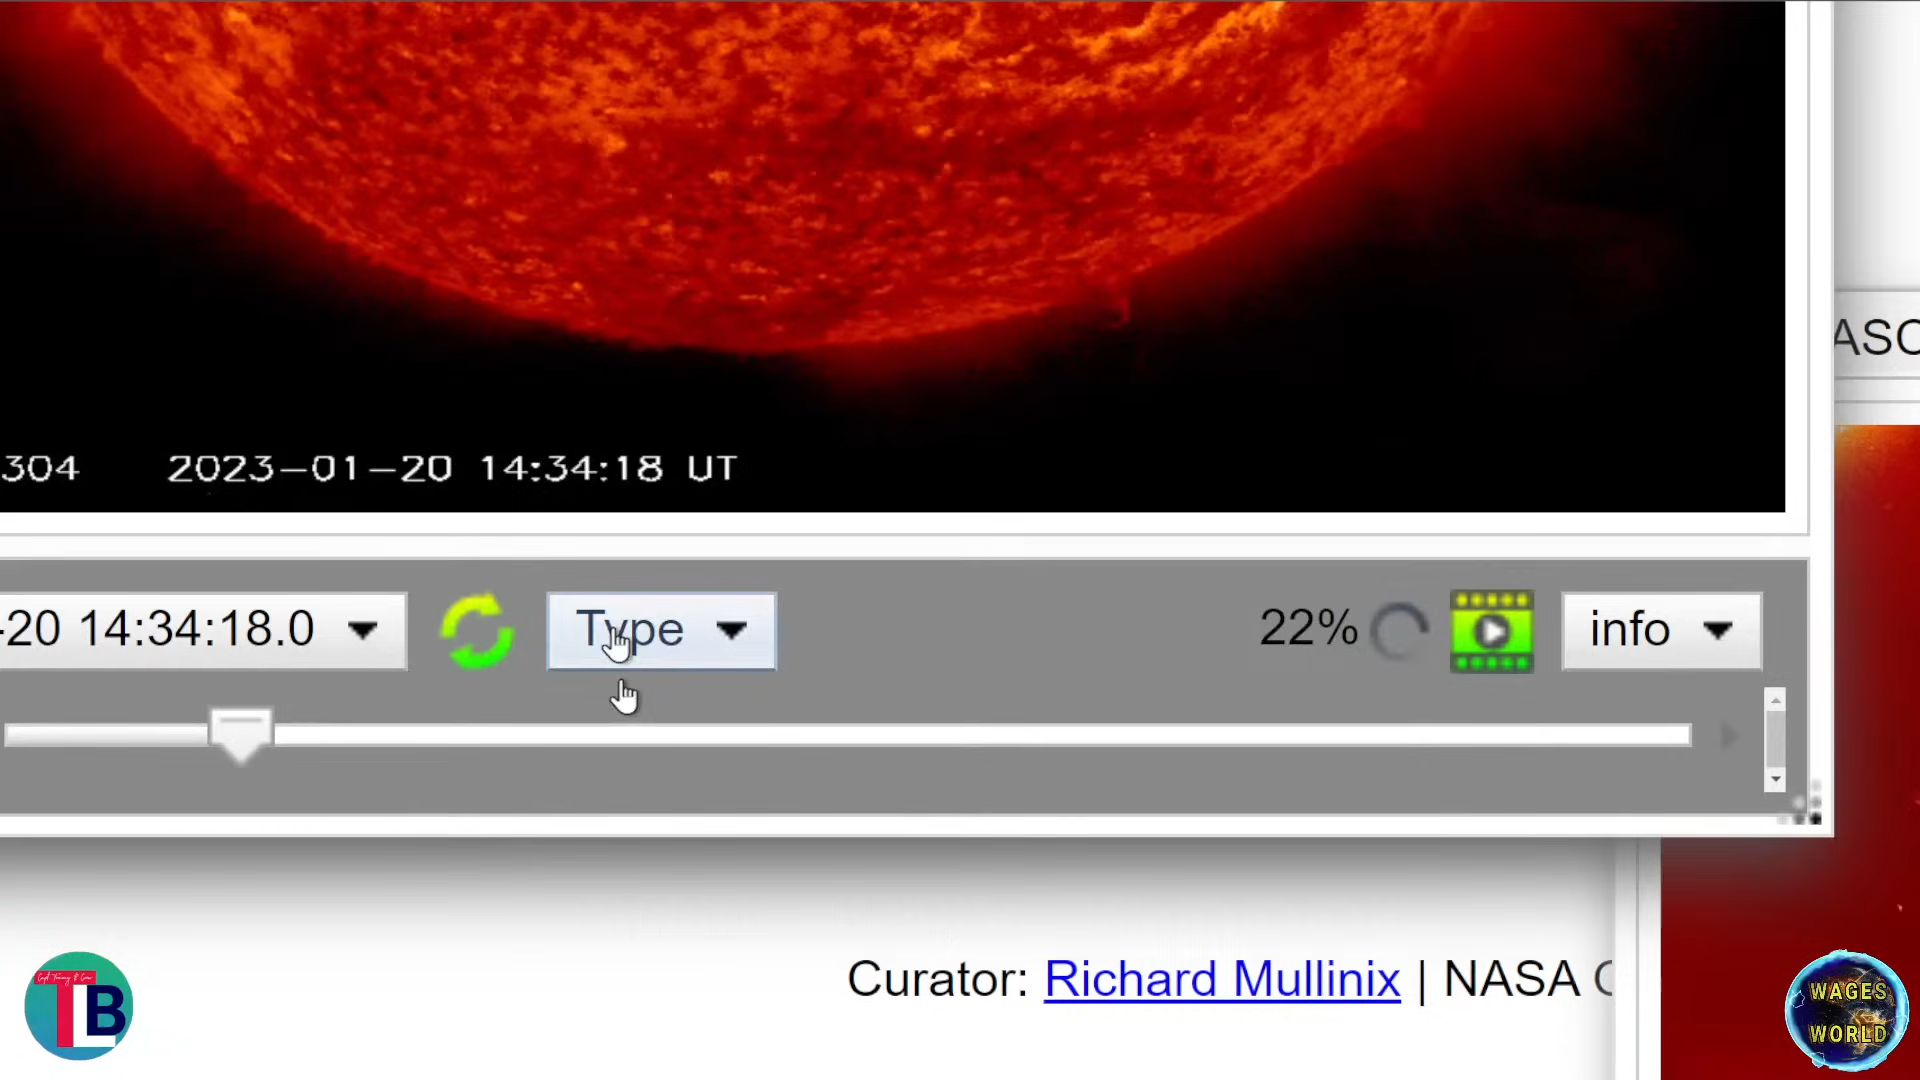 ASC
304 2023-01-20 14:34:18 UT
-20 14:34:18.0
Type
22%
info
Curator: Richard Mullinix | NASA
TLB
WAGES
WORLD